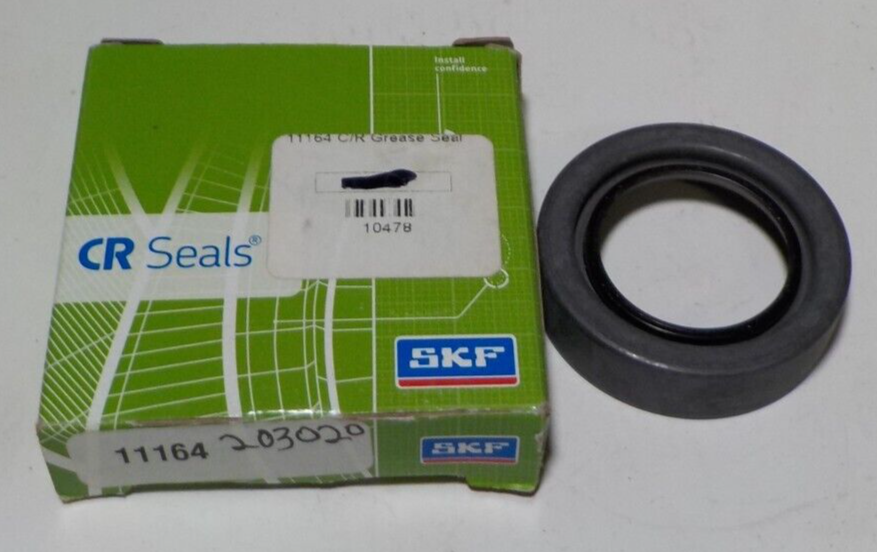 Install
confidence
11164 C/R Grease Seal
10478
CR Seals®
SKF
11164 203020
SKF